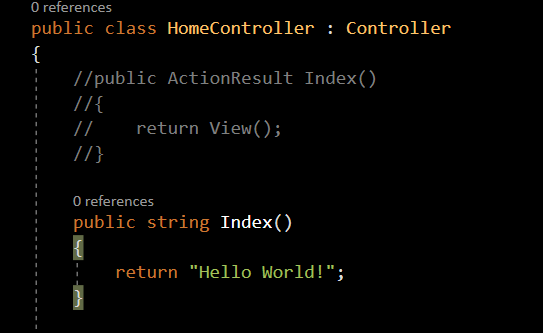 0 references
public class HomeController : Controller
{
//public ActionResult Index()
//{
//    return View();
//}
0 references
public string Index()
{
return "Hello World!";
}